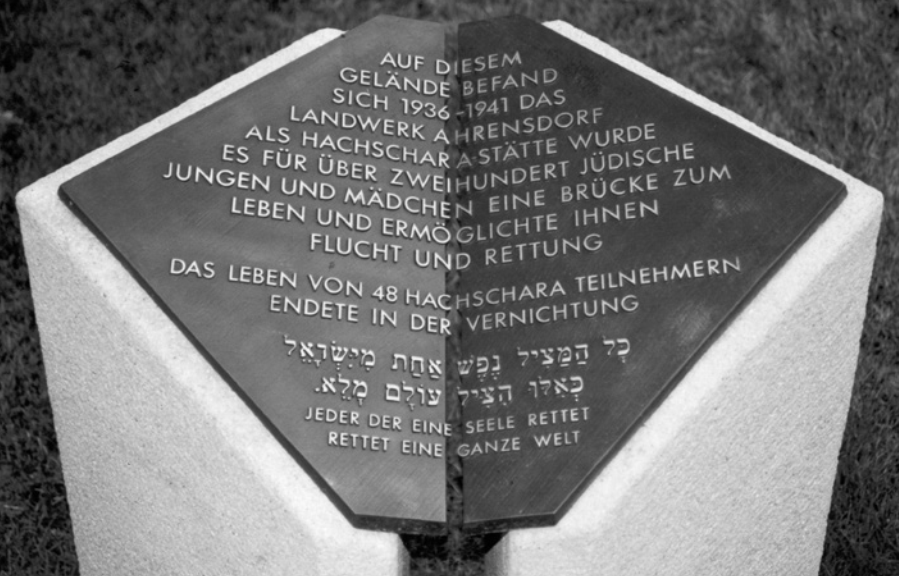 AUF DIESEM
GELÄNDE BEFAND
SICH 1936-1941 DAS
LANDWERK AHRENSDORF
ALS HACHSCHARA-STÄTTE WURDE
ES FÜR ÜBER ZWEIHUNDERT JÜDISCHE
JUNGEN UND MÄDCHEN EINE BRÜCKE ZUM
LEBEN UND ERMÖGLICHTE IHNEN
FLUCHT UND RETTUNG
DAS LEBEN VON 48 HACHSCHARA TEILNEHMERN
ENDETE IN DER VERNICHTUNG
כָּל הַמַּצִּיל נֶפֶשׁ אַחַת מִיִּשְׂרָאֵל
כְּאִלּוּ הִצִּיל עוֹלָם מָלֵא.
JEDER DER EINE SEELE RETTET
RETTET EINE GANZE WELT